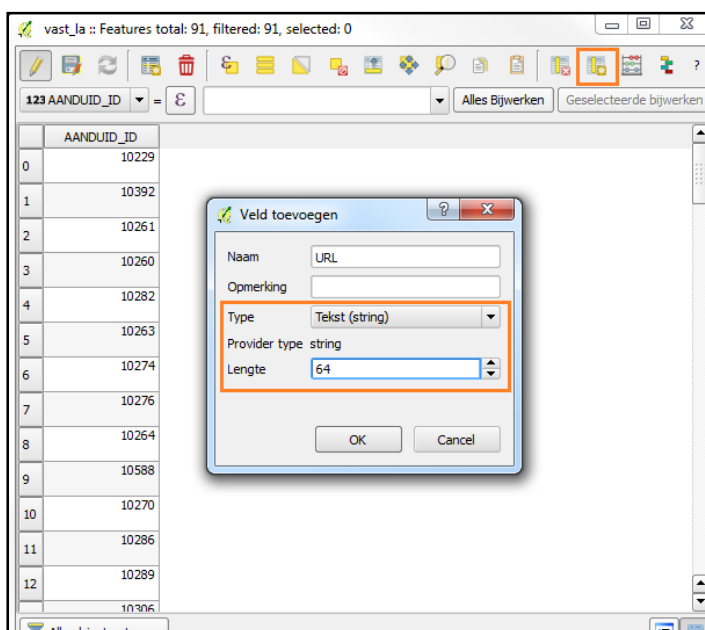 vast_la :: Features total: 91, filtered: 91, selected: 0
123 AANDUID_ID = ε Alles Bijwerken Geselecteerde bijwerken
AANDUID_ID
0 10229
1 10392
2 10261
3 10260
4 10282
5 10263
6 10274
7 10276
8 10264
9 10588
10 10270
11 10286
12 10289
10306
Veld toevoegen
Naam URL
Opmerking
Type Tekst (string)
Provider type string
Lengte 64
OK Cancel